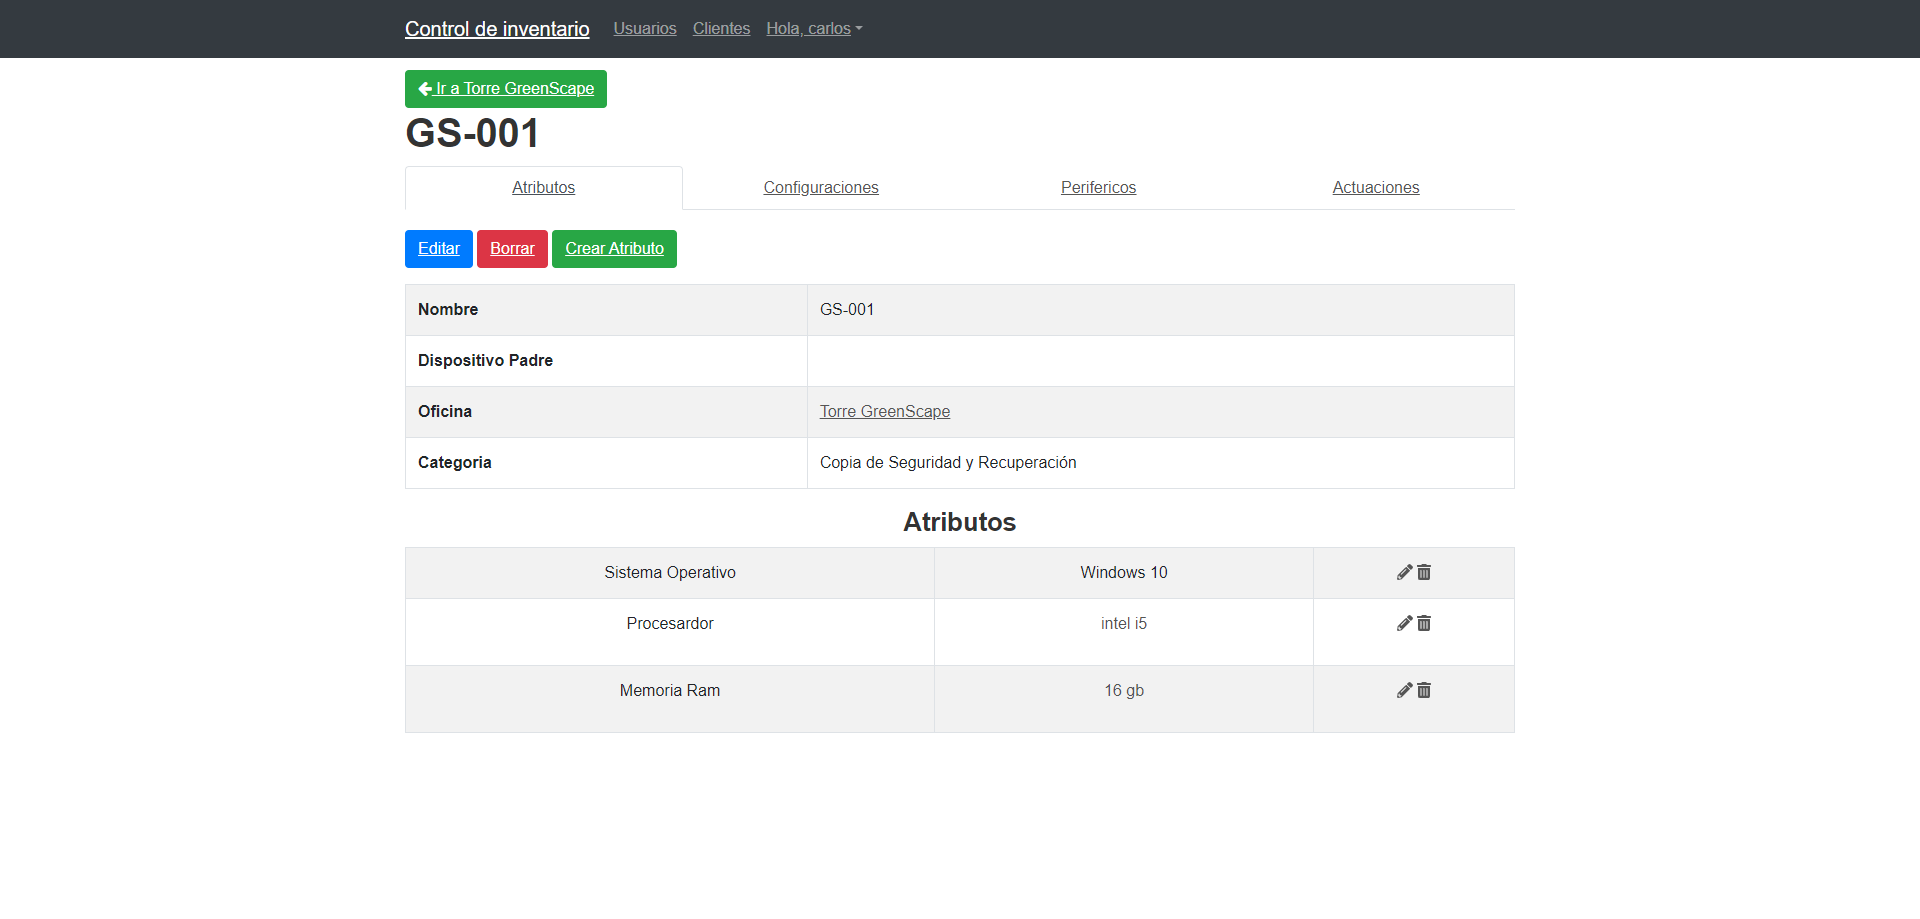 Control de inventario Usuarios Clientes Hola, carlos
Ir a Torre GreenScape
GS-001
Atributos Configuraciones Perifericos Actuaciones
Editar Borrar Crear Atributo
Nombre GS-001
Dispositivo Padre
Oficina Torre GreenScape
Categoria Copia de Seguridad y Recuperación
Atributos
Sistema Operativo Windows 10
Procesardor intel i5
Memoria Ram 16 gb